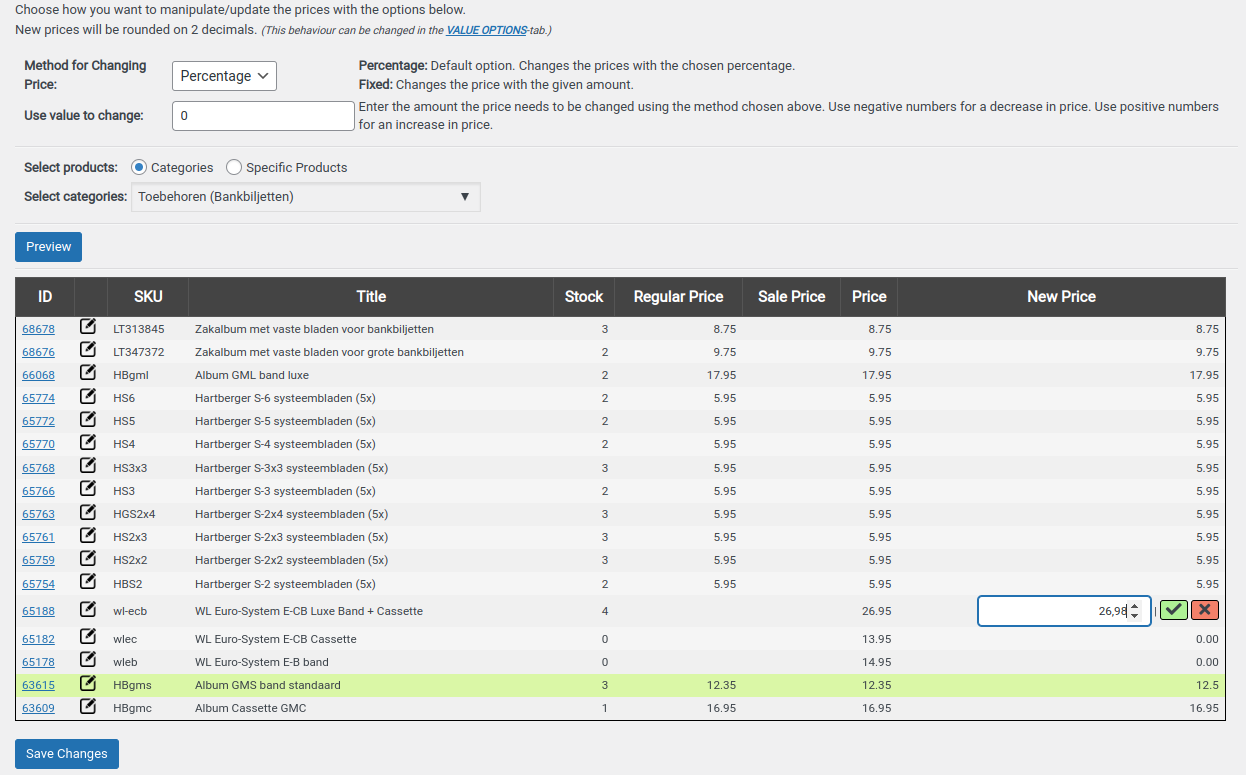 Choose how you want to manipulate/update the prices with the options below.
New prices will be rounded on 2 decimals. (This behaviour can be changed in the VALUE OPTIONS-tab.)
Method for Changing Price: Percentage
Percentage: Default option. Changes the prices with the chosen percentage.
Fixed: Changes the price with the given amount.
Use value to change: 0
Enter the amount the price needs to be changed using the method chosen above. Use negative numbers for a decrease in price. Use positive numbers
for an increase in price.
Select products: Categories Specific Products
Select categories: Toebehoren (Bankbiljetten) ▼
Preview
ID SKU Title Stock Regular Price Sale Price Price New Price
68678 LT313845 Zakalbum met vaste bladen voor bankbiljetten 3 8.75 8.75 8.75
68676 LT347372 Zakalbum met vaste bladen voor grote bankbiljetten 2 9.75 9.75 9.75
66068 HBgml Album GML band luxe 2 17.95 17.95 17.95
65774 HS6 Hartberger S-6 systeembladen (5x) 2 5.95 5.95 5.95
65772 HS5 Hartberger S-5 systeembladen (5x) 2 5.95 5.95 5.95
65770 HS4 Hartberger S-4 systeembladen (5x) 2 5.95 5.95 5.95
65768 HS3x3 Hartberger S-3x3 systeembladen (5x) 3 5.95 5.95 5.95
65766 HS3 Hartberger S-3 systeembladen (5x) 2 5.95 5.95 5.95
65763 HGS2x4 Hartberger S-2x4 systeembladen (5x) 3 5.95 5.95 5.95
65761 HS2x3 Hartberger S-2x3 systeembladen (5x) 3 5.95 5.95 5.95
65759 HS2x2 Hartberger S-2x2 systeembladen (5x) 3 5.95 5.95 5.95
65754 HBS2 Hartberger S-2 systeembladen (5x) 2 5.95 5.95 5.95
65188 wl-ecb WL Euro-System E-CB Luxe Band + Cassette 4 26.95 26,98 |
65182 wlec WL Euro-System E-CB Cassette 0 13.95 0.00
65178 wleb WL Euro-System E-B band 0 14.95 0.00
63615 HBgms Album GMS band standaard 3 12.35 12.35 12.5
63609 HBgmc Album Cassette GMC 1 16.95 16.95 16.95
Save Changes